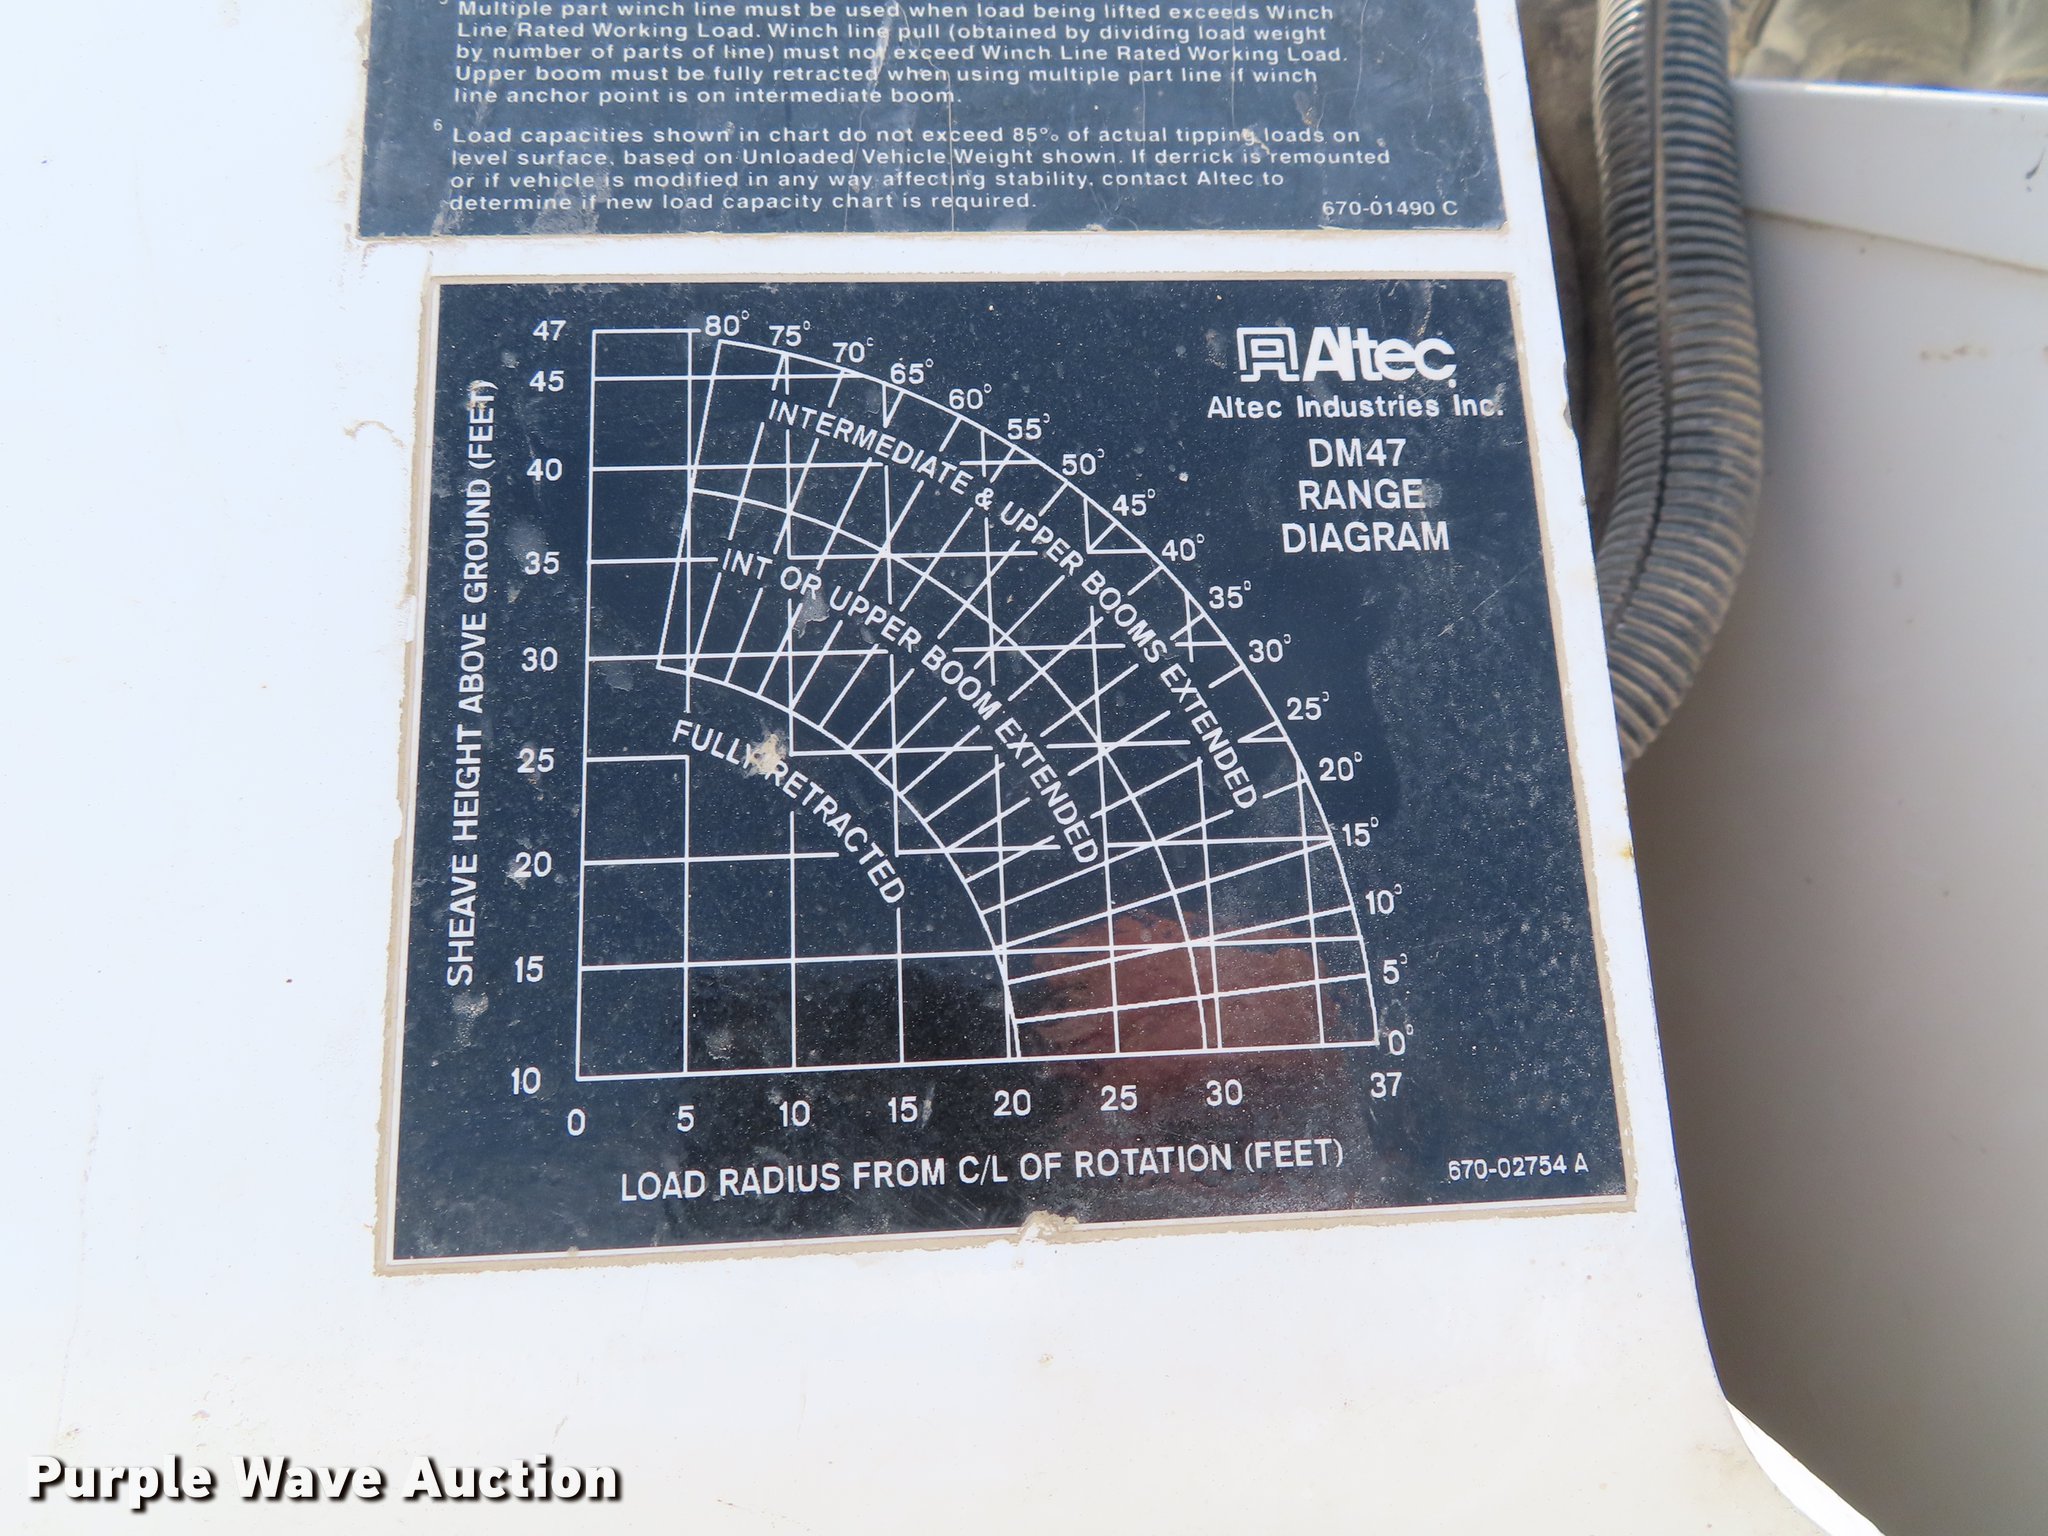 5 Multiple part winch line must be used when load being lifted exceeds Winch
Line Rated Working Load. Winch line pull (obtained by dividing load weight
by number of parts of line) must not exceed Winch Line Rated Working Load.
Upper boom must be fully retracted when using multiple part line if winch
line anchor point is on intermediate boom.
6 Load capacities shown in chart do not exceed 85% of actual tipping loads on
level surface, based on Unloaded Vehicle Weight shown. If derrick is remounted
or if vehicle is modified in any way affecting stability, contact Altec to
determine if new load capacity chart is required.
670-01490 C
Altec
Altec Industries Inc.
DM47
RANGE
DIAGRAM
SHEAVE HEIGHT ABOVE GROUND (FEET)
47
45
40
35
30
25
20
15
10
80°
75°
70°
65°
60°
55°
50°
45°
40°
35°
30°
25°
20°
15°
10°
5°
0°
INTERMEDIATE & UPPER BOOMS EXTENDED
INT OR UPPER BOOM EXTENDED
FULLY RETRACTED
0 5 10 15 20 25 30 37
LOAD RADIUS FROM C/L OF ROTATION (FEET)
670-02754 A
Purple Wave Auction